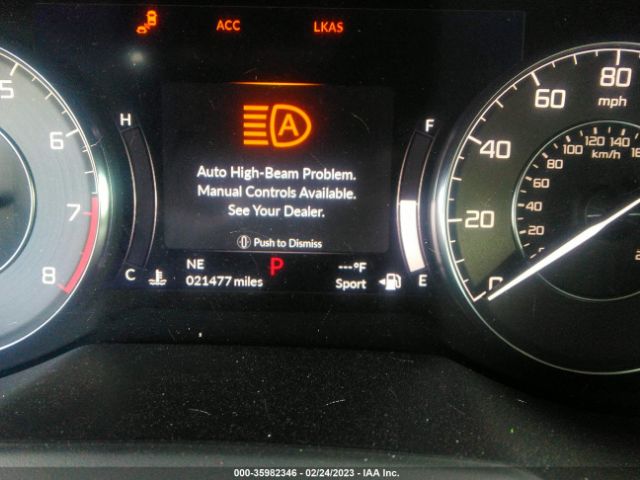 ACC
LKAS
5
6
7
8
H
C
A
Auto High-Beam Problem.
Manual Controls Available.
See Your Dealer.
Push to Dismiss
NE
021477 miles
P
---°F
Sport
F
E
80
60
mph
40
20
0
120 140
100
km/h
80
60
40
20
0
000-35982346 - 02/24/2023 - IAA Inc.